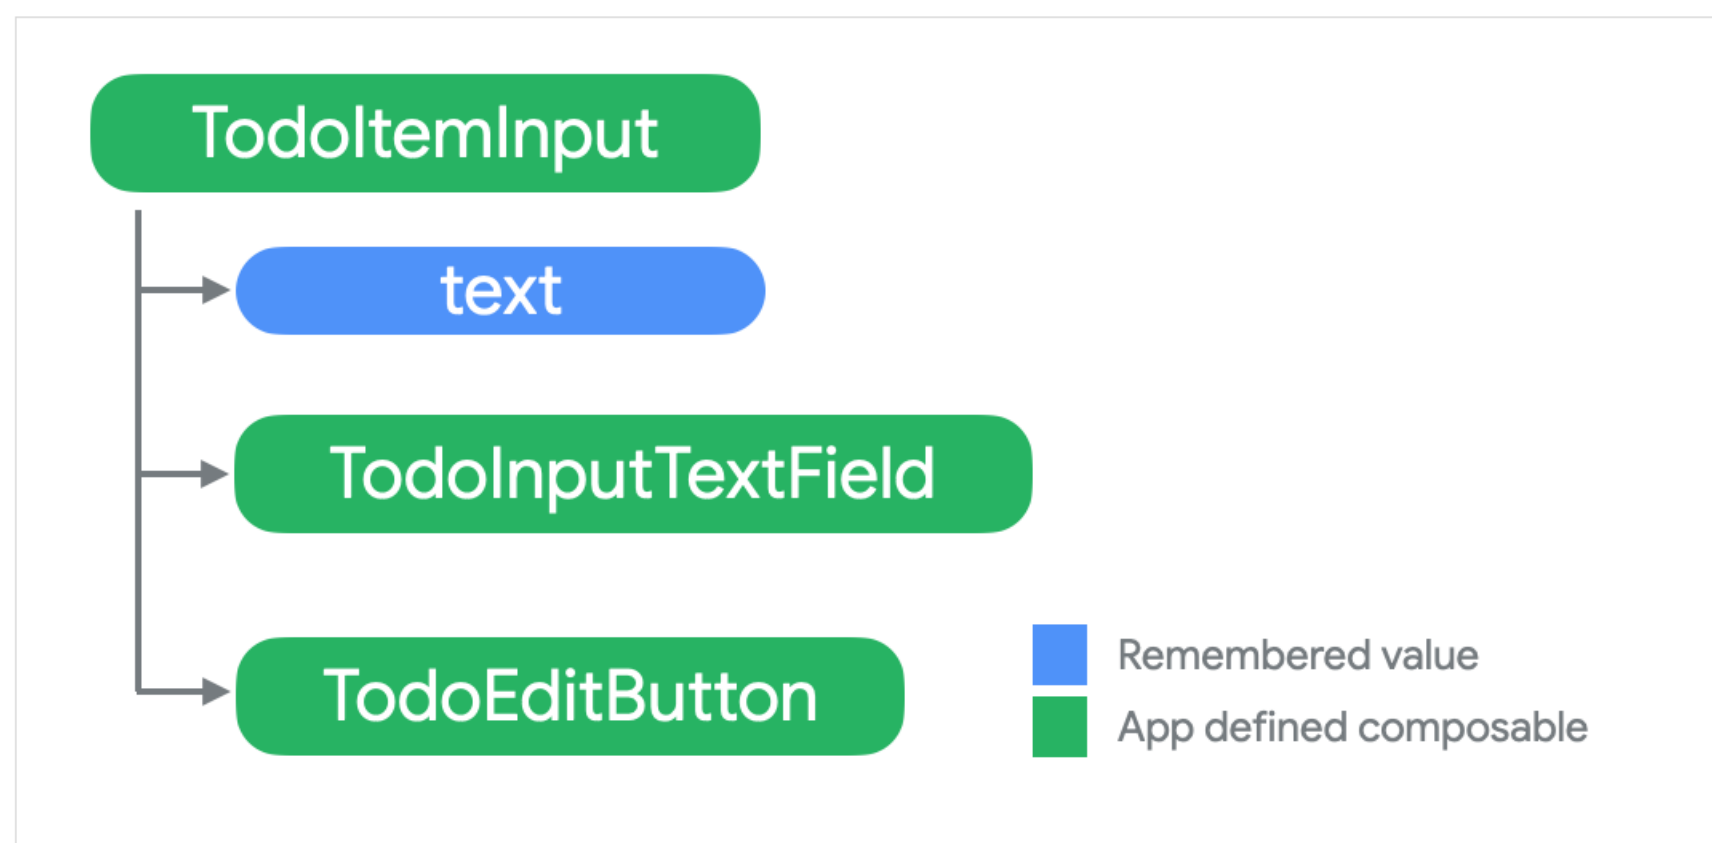 TodoItemInput
text
TodoInputTextField
TodoEditButton
Remembered value
App defined composable